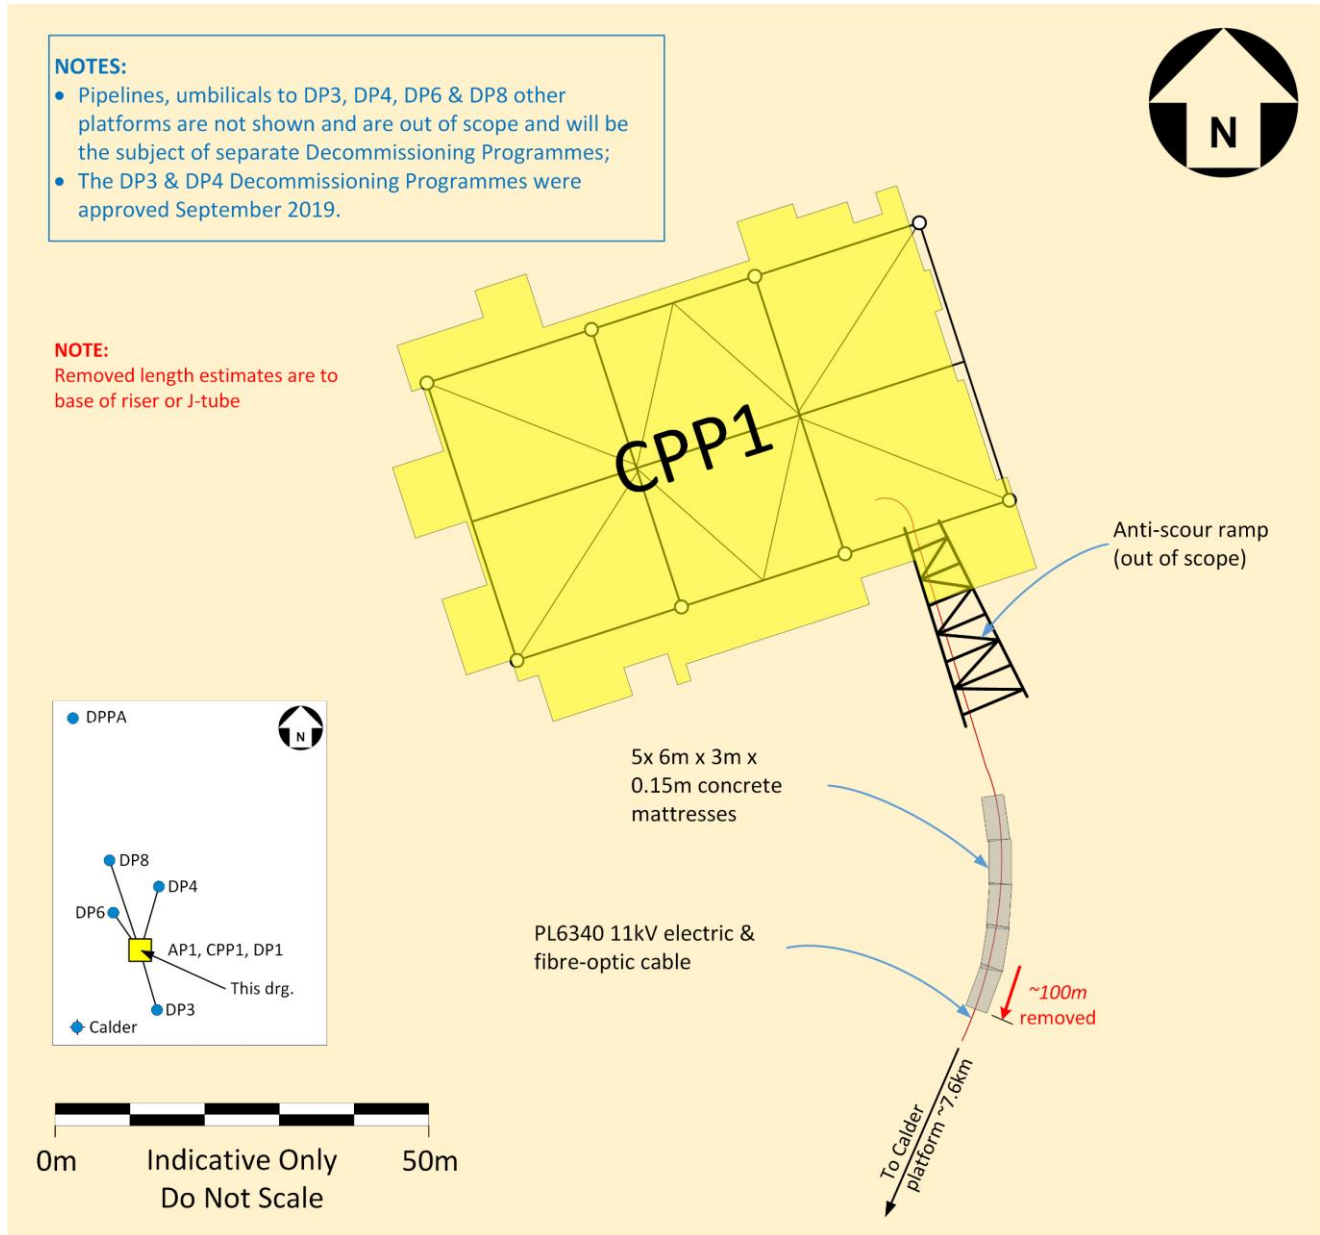 NOTES:
• Pipelines, umbilicals to DP3, DP4, DP6 & DP8 other
platforms are not shown and are out of scope and will be
the subject of separate Decommissioning Programmes;
• The DP3 & DP4 Decommissioning Programmes were
approved September 2019.
N
NOTE:
Removed length estimates are to
base of riser or J-tube
CPP1
Anti-scour ramp
(out of scope)
5x 6m x 3m x
0.15m concrete
mattresses
PL6340 11kV electric &
fibre-optic cable
~100m
removed
To Calder
platform ~7.6km
DPPA
N
DP8
DP4
DP6
AP1, CPP1, DP1
This drg.
DP3
Calder
0m
50m
Indicative Only
Do Not Scale